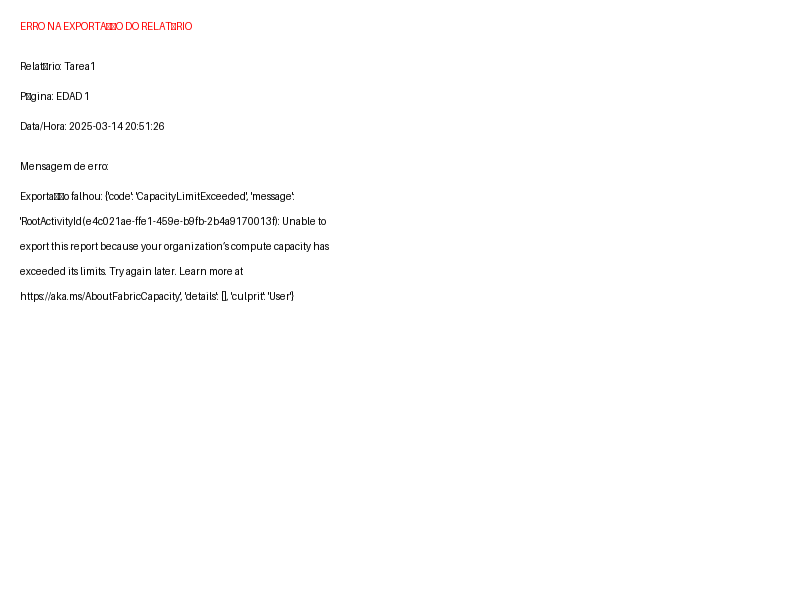 ERRO NA EXPORTA□□O DO RELAT□RIO
Relat□rio: Tarea1
P□gina: EDAD 1
Data/Hora: 2025-03-14 20:51:26
Mensagem de erro:
Exporta□□o falhou: {'code': 'CapacityLimitExceeded', 'message':
'RootActivityId(e4c021ae-ffe1-459e-b9fb-2b4a9170013f): Unable to
export this report because your organization’s compute capacity has
exceeded its limits. Try again later. Learn more at
https://aka.ms/AboutFabricCapacity', 'details': [], 'culprit': 'User'}